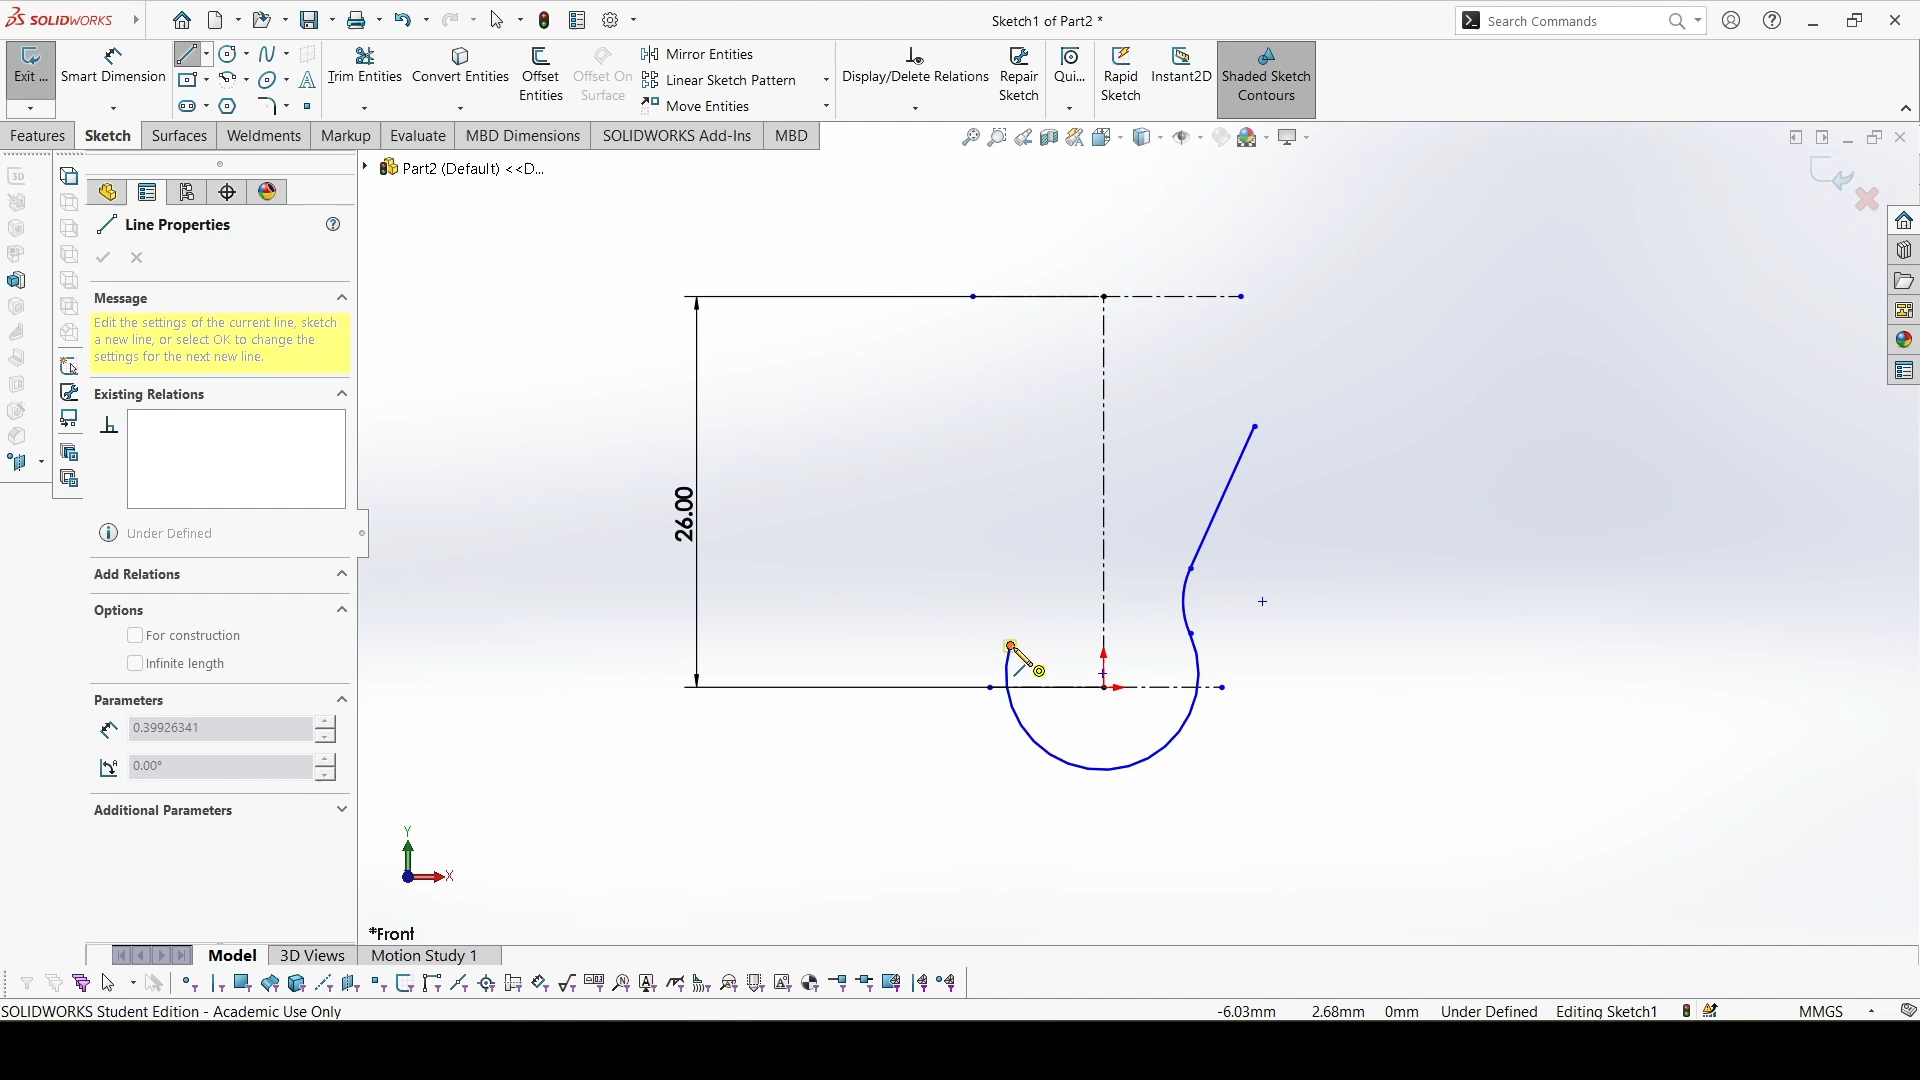 SOLIDWORKS
Sketch1 of Part2 *
Search Commands
Exit ...
Smart Dimension
Trim Entities
Convert Entities
Offset
Entities
Offset On
Surface
Mirror Entities
Linear Sketch Pattern
Move Entities
Display/Delete Relations
Repair
Sketch
Qui...
Rapid
Sketch
Instant2D
Shaded Sketch
Contours
Features
Sketch
Surfaces
Weldments
Markup
Evaluate
MBD Dimensions
SOLIDWORKS Add-Ins
MBD
3D
Part2 (Default) <<D...
Line Properties
Message
Edit the settings of the current line, sketch
a new line, or select OK to change the
settings for the next new line.
Existing Relations
Under Defined
Add Relations
Options
For construction
Infinite length
Parameters
0.39926341
0.00°
Additional Parameters
26.00
Y
X
*Front
Model
3D Views
Motion Study 1
SOLIDWORKS Student Edition - Academic Use Only
-6.03mm
2.68mm
0mm
Under Defined
Editing Sketch1
MMGS